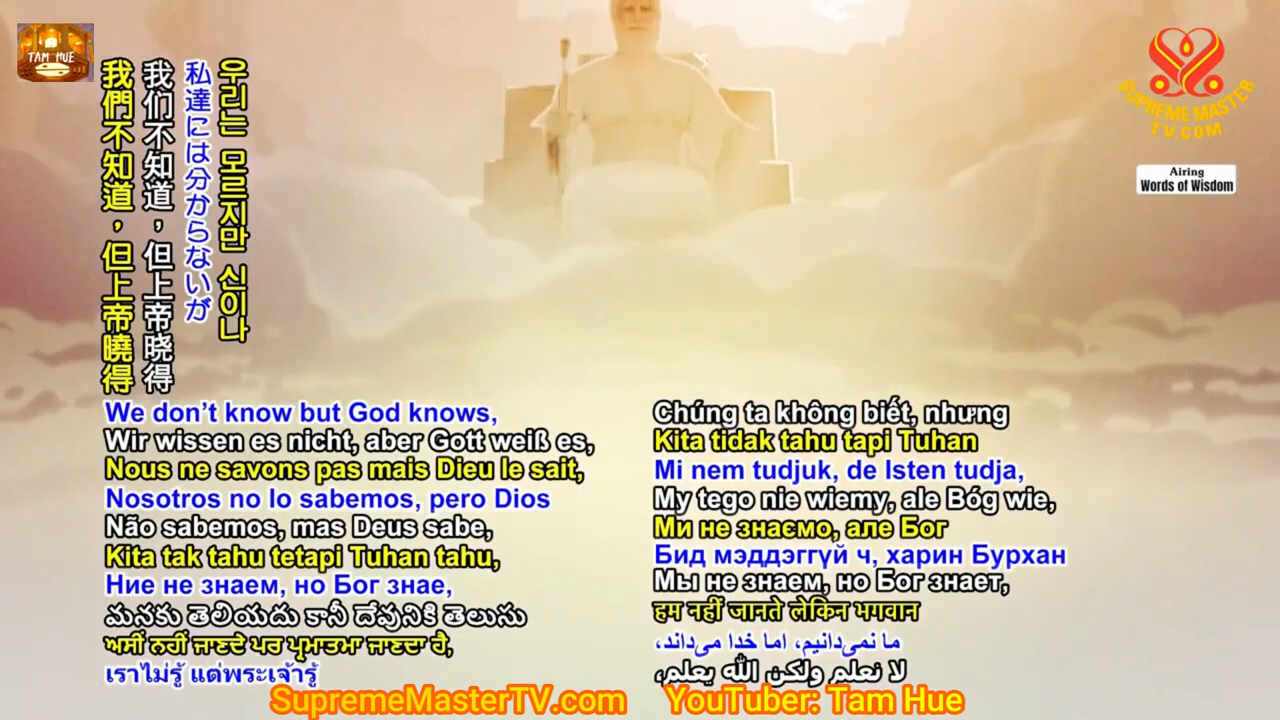 TAM HUE
SUPREME MASTER
TV.COM
Airing
Words of Wisdom
我們不知道，但上帝曉得
我们不知道，但上帝晓得
私達には分からないが
우리는 모르지만 신이나
We don't know but God knows,
Wir wissen es nicht, aber Gott weiß es,
Nous ne savons pas mais Dieu le sait,
Nosotros no lo sabemos, pero Dios
Não sabemos, mas Deus sabe,
Kita tak tahu tetapi Tuhan tahu,
Ние не знаем, но Бог знае,
మనకు తెలియదు కానీ దేవునికి తెలుసు
ਅਸੀਂ ਨਹੀਂ ਜਾਣਦੇ ਪਰ ਪ੍ਰਮਾਤਮਾ ਜਾਣਦਾ ਹੈ,
เราไม่รู้ แต่พระเจ้ารู้
Chúng ta không biết, nhưng
Kita tidak tahu tapi Tuhan
Mi nem tudjuk, de Isten tudja,
My tego nie wiemy, ale Bóg wie,
Ми не знаємо, але Бог
Бид мэддэггүй ч, харин Бурхан
Мы не знаем, но Бог знает,
हम नहीं जानते लेकिन भगवान
ما نمی‌دانیم، اما خدا می‌داند،
لا نعلم ولكن الله يعلم،
SupremeMasterTV.com YouTuber: Tam Hue